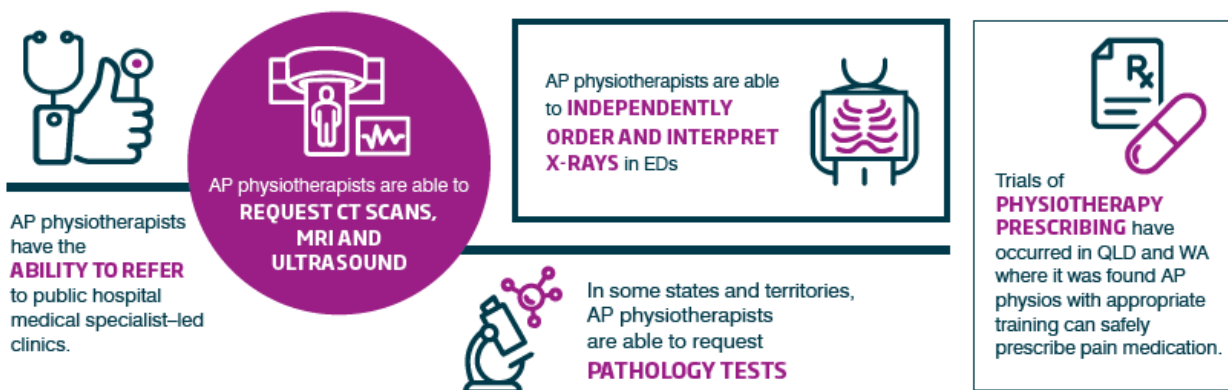 AP physiotherapists
have the
ABILITY TO REFER
to public hospital
medical specialist–led
clinics.
AP physiotherapists are able to
REQUEST CT SCANS,
MRI AND
ULTRASOUND
AP physiotherapists are able
to INDEPENDENTLY
ORDER AND INTERPRET
X-RAYS in EDs
In some states and territories,
AP physiotherapists
are able to request
PATHOLOGY TESTS
Rx
Trials of
PHYSIOTHERAPY
PRESCRIBING have
occurred in QLD and WA
where it was found AP
physios with appropriate
training can safely
prescribe pain medication.